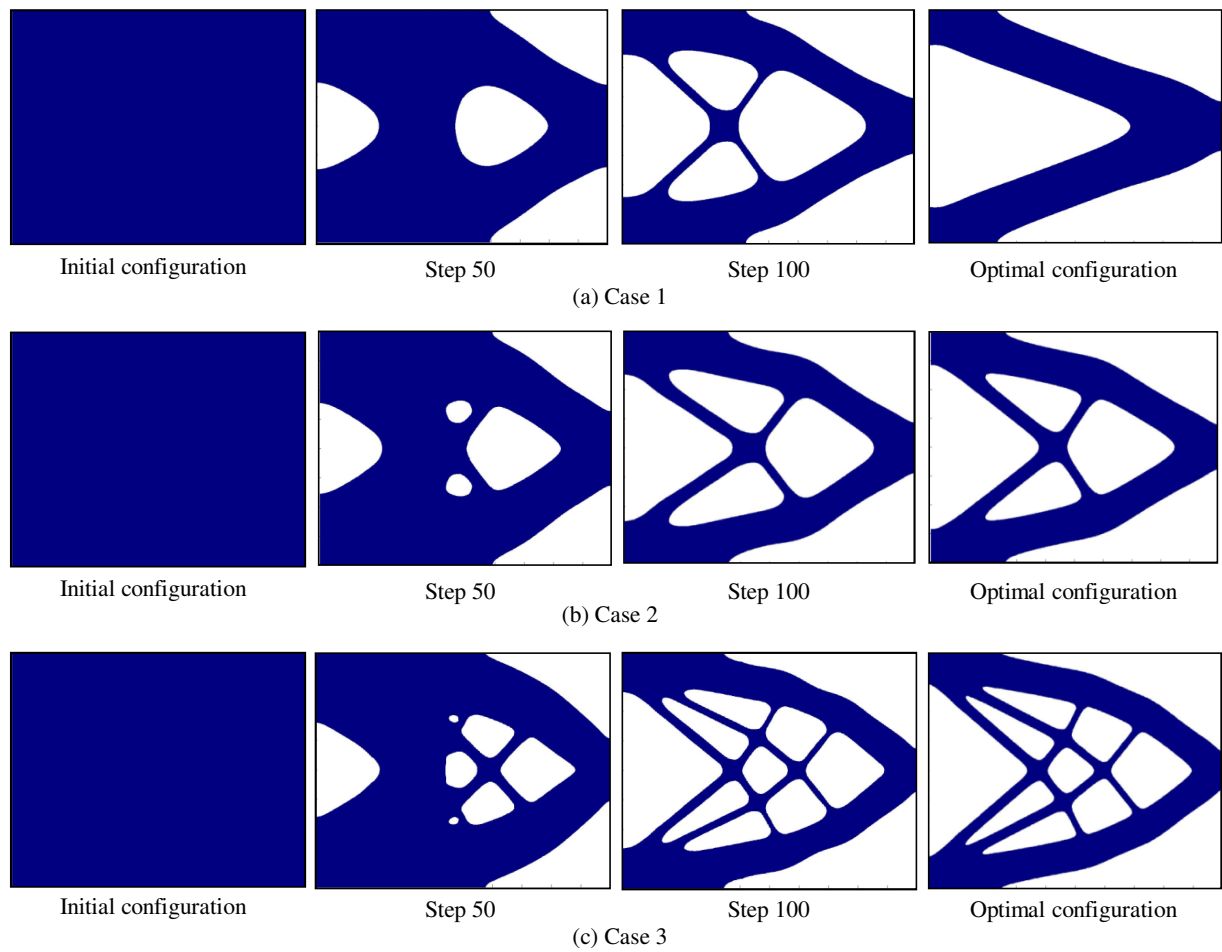 Initial configuration
Step 50
Step 100
Optimal configuration
(a) Case 1
Initial configuration
Step 50
Step 100
Optimal configuration
(b) Case 2
Initial configuration
Step 50
Step 100
Optimal configuration
(c) Case 3